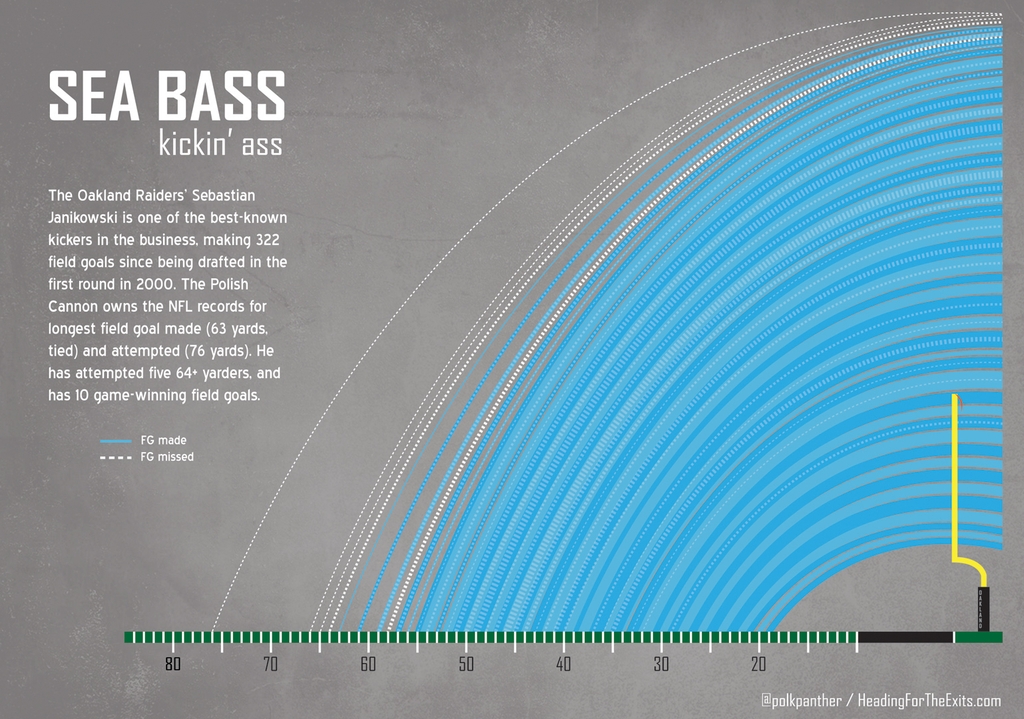 SEA BASS
kickin' ass
The Oakland Raiders' Sebastian
Janikowski is one of the best-known
kickers in the business, making 322
field goals since being drafted in the
first round in 2000. The Polish
Cannon owns the NFL records for
longest field goal made (63 yards,
tied) and attempted (76 yards). He
has attempted five 64+ yarders, and
has 10 game-winning field goals.
FG made
FG missed
OAKLAND
80 70 60 50 40 30 20
@polkpanther / HeadingForTheExits.com